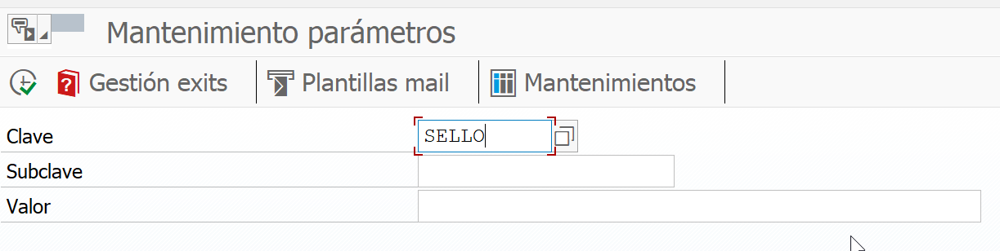 Mantenimiento parámetros
Gestión exits Plantillas mail Mantenimientos
Clave SELLO
Subclave
Valor